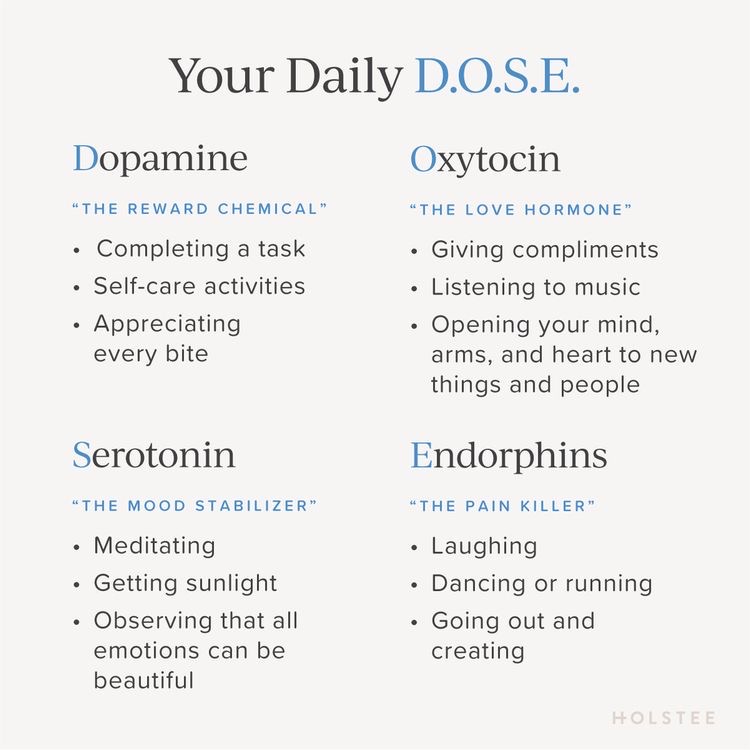 Your Daily D.O.S.E.
Dopamine
“THE REWARD CHEMICAL”
• Completing a task
• Self-care activities
• Appreciating
every bite
Oxytocin
“THE LOVE HORMONE”
• Giving compliments
• Listening to music
• Opening your mind,
arms, and heart to new
things and people
Serotonin
“THE MOOD STABILIZER”
• Meditating
• Getting sunlight
• Observing that all
emotions can be
beautiful
Endorphins
“THE PAIN KILLER”
• Laughing
• Dancing or running
• Going out and
creating
HOLSTEE